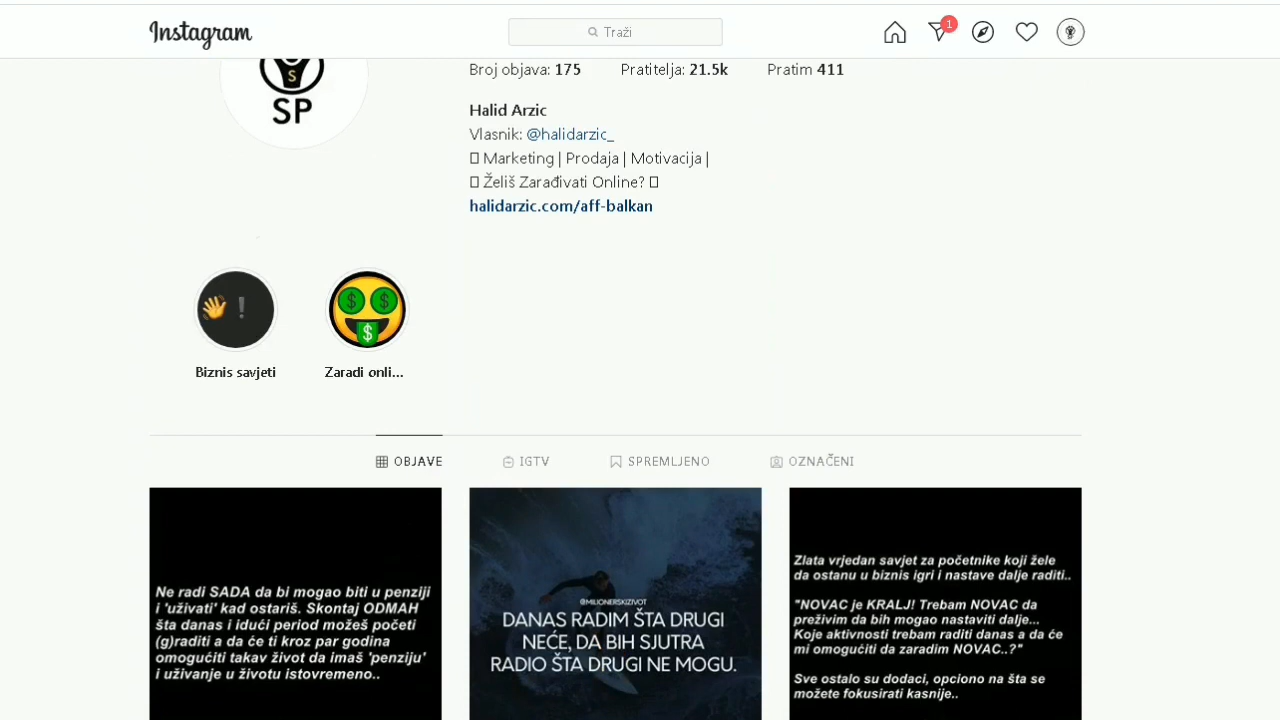 Instagram
Traži
1
S
SP
Broj objava: 175 Pratitelja: 21.5k Pratim 411
Halid Arzic
Vlasnik: @halidarzic_
Marketing | Prodaja | Motivacija |
Želiš Zarađivati Online?
halidarzic.com/aff-balkan
Biznis savjeti
Zaradi onli...
OBJAVE
IGTV
SPREMLJENO
OZNAČENI
Ne radi SADA da bi mogao biti u penziji
i 'uživati' kad ostariš. Skontaj ODMAH
šta danas i idući period možeš početi
(g)raditi a da će ti kroz par godina
omogućiti takav život da imaš 'penziju'
i uživanje u životu istovremeno..
@MILIONERSKIZIVOT
DANAS RADIM ŠTA DRUGI
NEĆE, DA BIH SJUTRA
RADIO ŠTA DRUGI NE MOGU.
Zlata vrjedan savjet za početnike koji žele
da ostanu u biznis igri i nastave dalje raditi..
"NOVAC je KRALJ! Trebam NOVAC da
preživim da bih mogao nastaviti dalje...
Koje aktivnosti trebam raditi danas a da će
mi omogućiti da zaradim NOVAC..?"
Sve ostalo su dodaci, opciono na šta se
možete fokusirati kasnije..